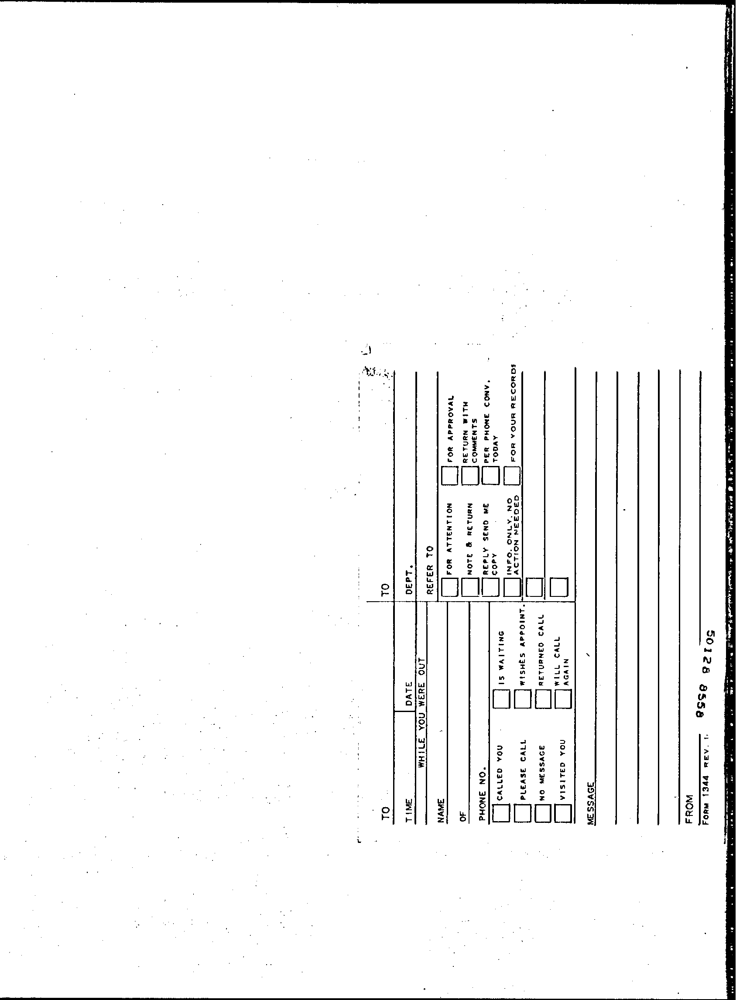 TO
TO
TIME DATE
DEPT.
WHILE YOU WERE OUT
REFER TO
NAME
FOR ATTENTION
FOR APPROVAL
OF
NOTE & RETURN
RETURN WITH
COMMENTS
PHONE NO.
REPLY SEND ME
COPY
PER PHONE CONV.
TODAY
CALLED YOU
IS WAITING
INFO. ONLY. NO
ACTION NEEDED
FOR YOUR RECORDS
PLEASE CALL
WISHES APPOINT.
NO MESSAGE
RETURNED CALL
VISITED YOU
WILL CALL
AGAIN
MESSAGE
FROM
FORM 1344 REV. 1.
50128 8558